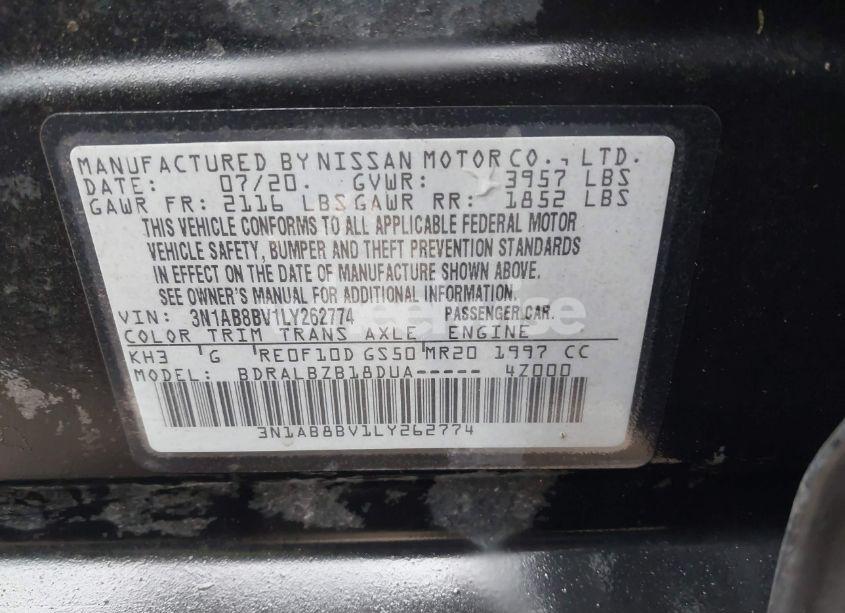 MANUFACTURED BY NISSAN MOTOR CO., LTD.
DATE: 07/20. GVWR: 3957 LBS
GAWR FR: 2116 LBS GAWR RR: 1852 LBS
THIS VEHICLE CONFORMS TO ALL APPLICABLE FEDERAL MOTOR
VEHICLE SAFETY, BUMPER AND THEFT PREVENTION STANDARDS
IN EFFECT ON THE DATE OF MANUFACTURE SHOWN ABOVE.
SEE OWNER'S MANUAL FOR ADDITIONAL INFORMATION.
VIN: 3N1AB8BV1LY262774 PASSENGER CAR.
COLOR TRIM TRANS AXLE ENGINE
KH3 G RE0F10D GS50 MR20 1997 CC
MODEL: BDRALBZB18DUA----- 4Z000
3N1AB8BV1LY262774